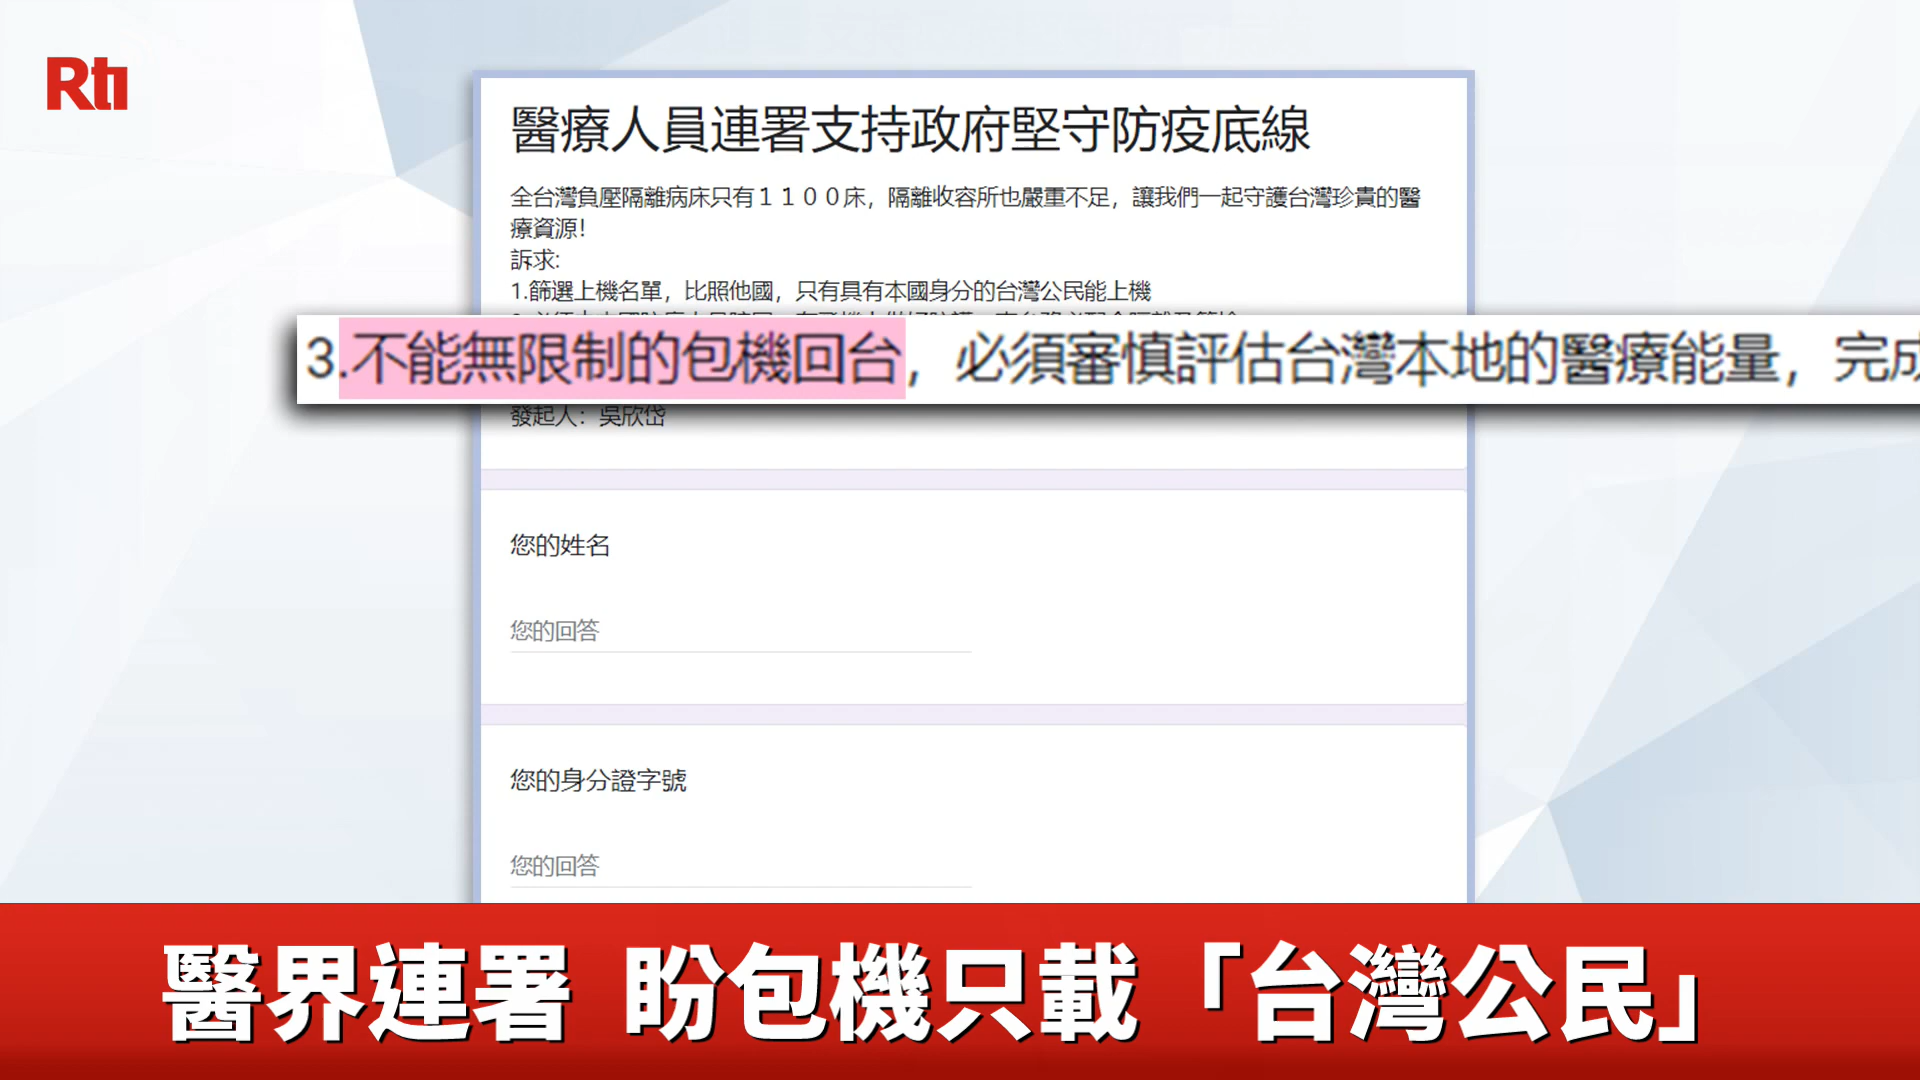 Rti
醫療人員連署支持政府堅守防疫底線
全台灣負壓隔離病床只有１１００床，隔離收容所也嚴重不足，讓我們一起守護台灣珍貴的醫
療資源！
訴求:
1.篩選上機名單，比照他國，只有具有本國身分的台灣公民能上機
3.不能無限制的包機回台，必須審慎評估台灣本地的醫療能量，完成
發起人：吳欣岱
您的姓名
您的回答
您的身分證字號
您的回答
醫界連署 盼包機只載「台灣公民」